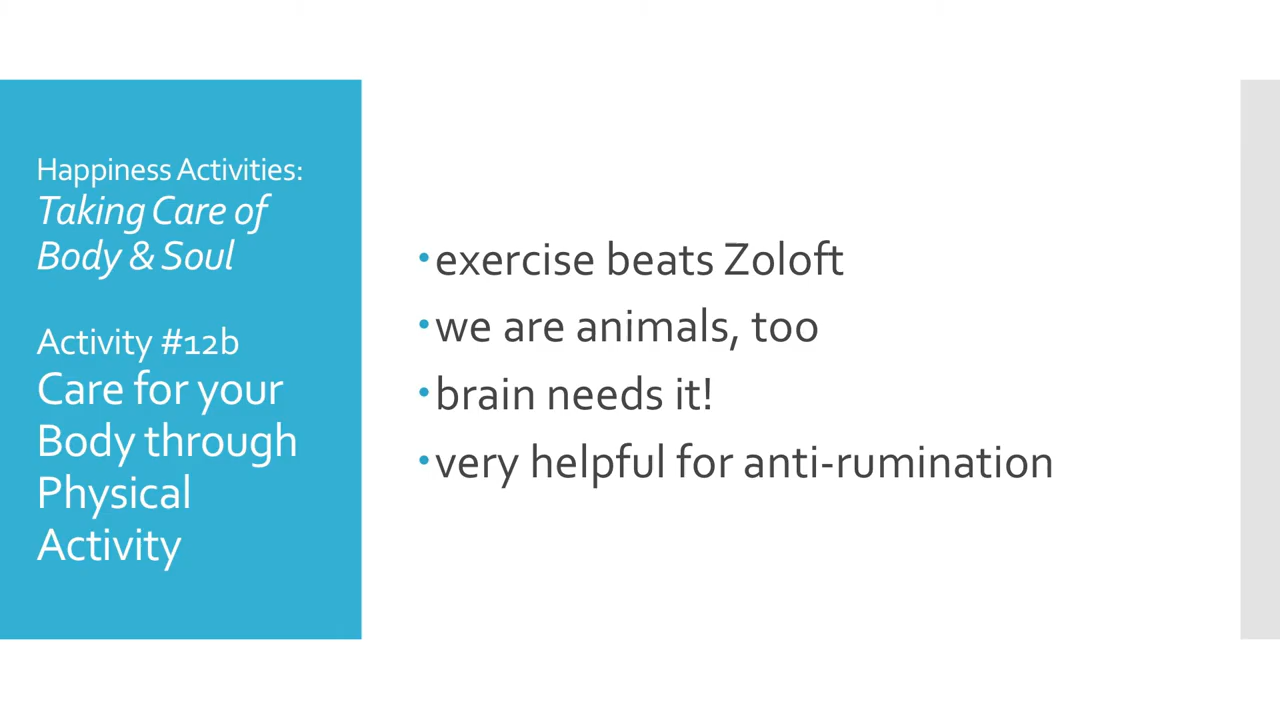 Happiness Activities:
Taking Care of
Body & Soul
Activity #12b
Care for your
Body through
Physical
Activity
•exercise beats Zoloft
•we are animals, too
•brain needs it!
•very helpful for anti-rumination